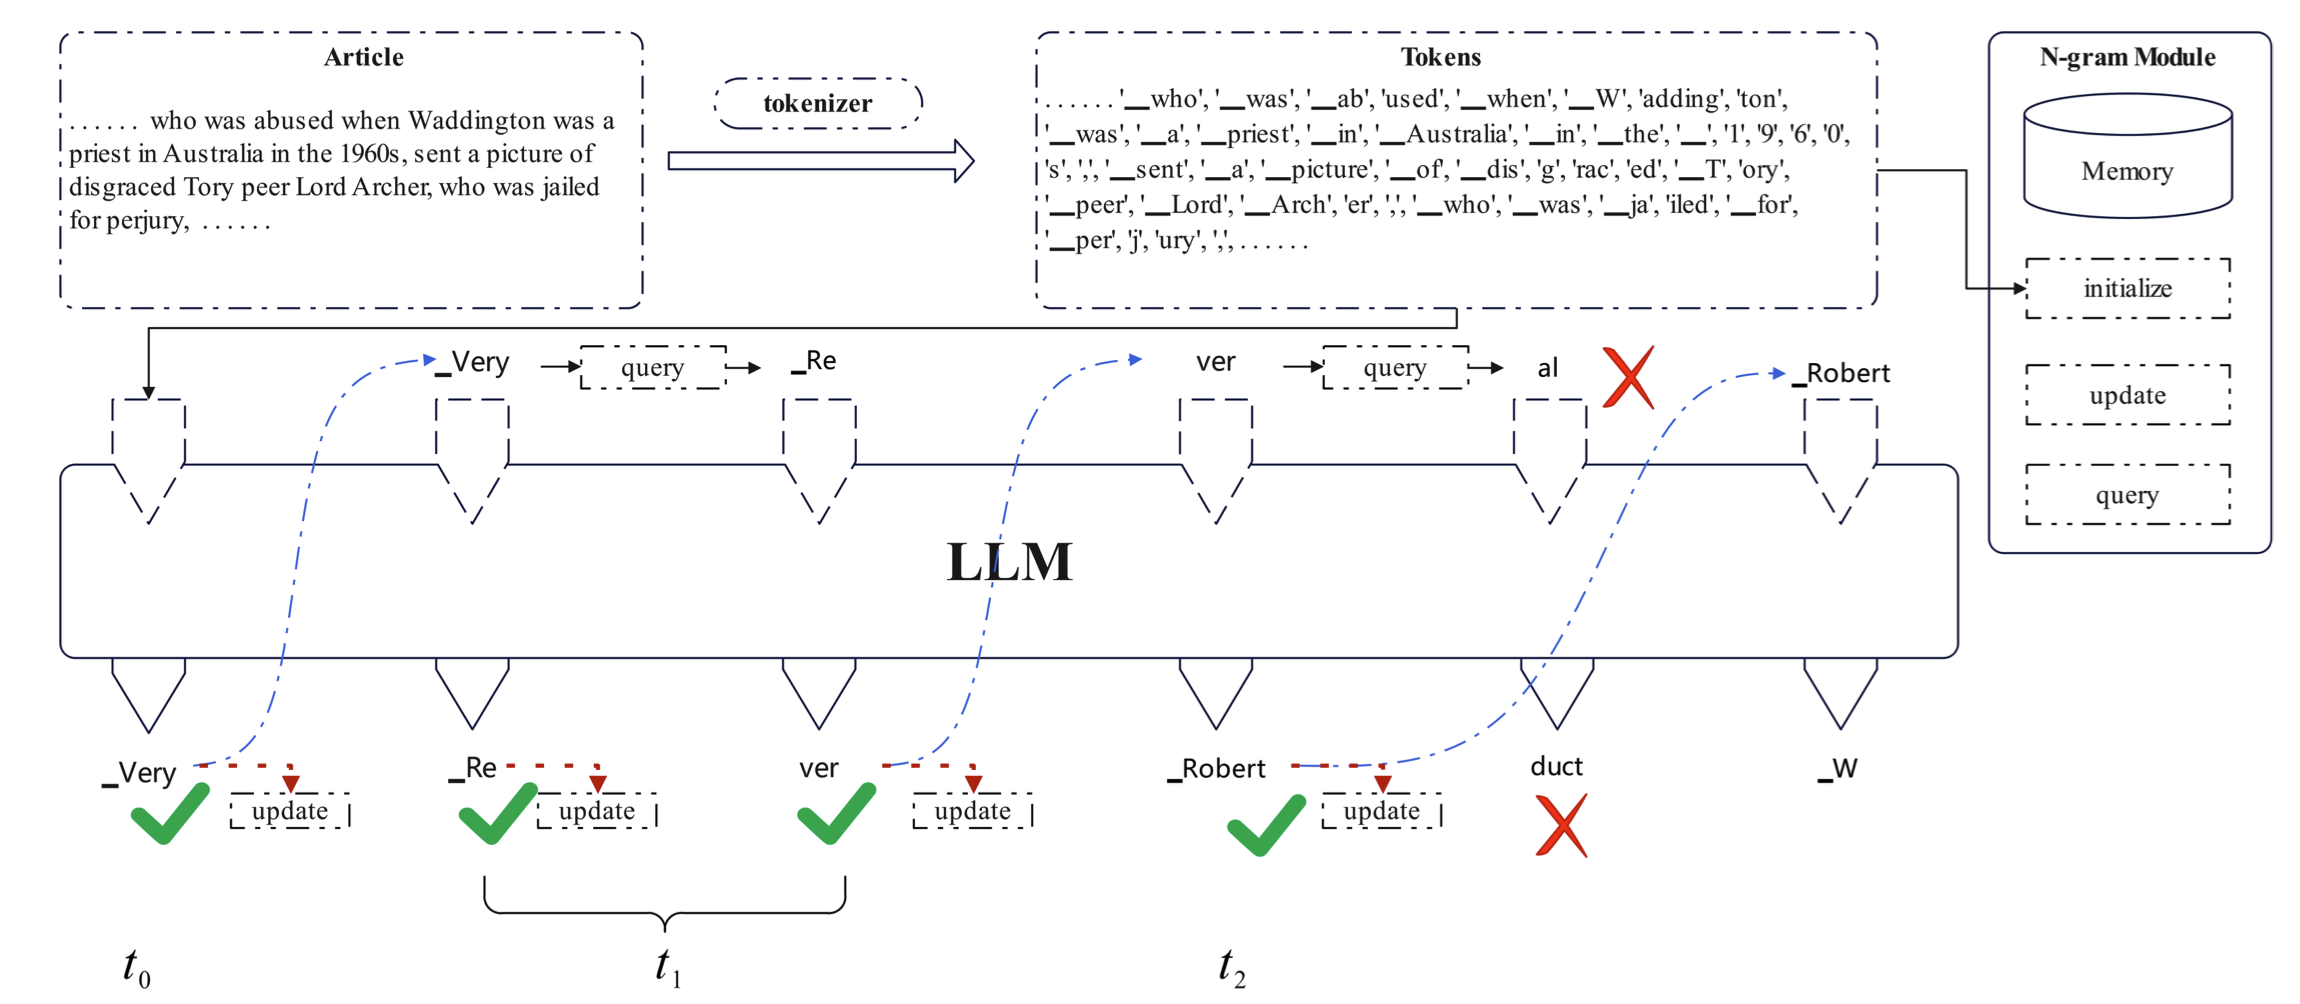 Article
. . . . . . who was abused when Waddington was a
priest in Australia in the 1960s, sent a picture of
disgraced Tory peer Lord Archer, who was jailed
for perjury, . . . . . .
tokenizer
Tokens
. . . . . . '__who', '__was', '__ab', 'used', '__when', '__W', 'adding', 'ton',
'__was', '__a', '__priest', '__in', '__Australia', '__in', '__the', '__', '1', '9', '6', '0',
's', ',', '__sent', '__a', '__picture', '__of', '__dis', 'g', 'rac', 'ed', '__T', 'ory',
'__peer', '__Lord', '__Arch', 'er', ',', '__who', '__was', '__ja', 'iled', '__for',
'__per', 'j', 'ury', ',', . . . . . .
N-gram Module
Memory
initialize
update
query
_Very
query
_Re
ver
query
al
_Robert
LLM
_Very
update
_Re
update
ver
update
_Robert
update
duct
_W
t0
t1
t2